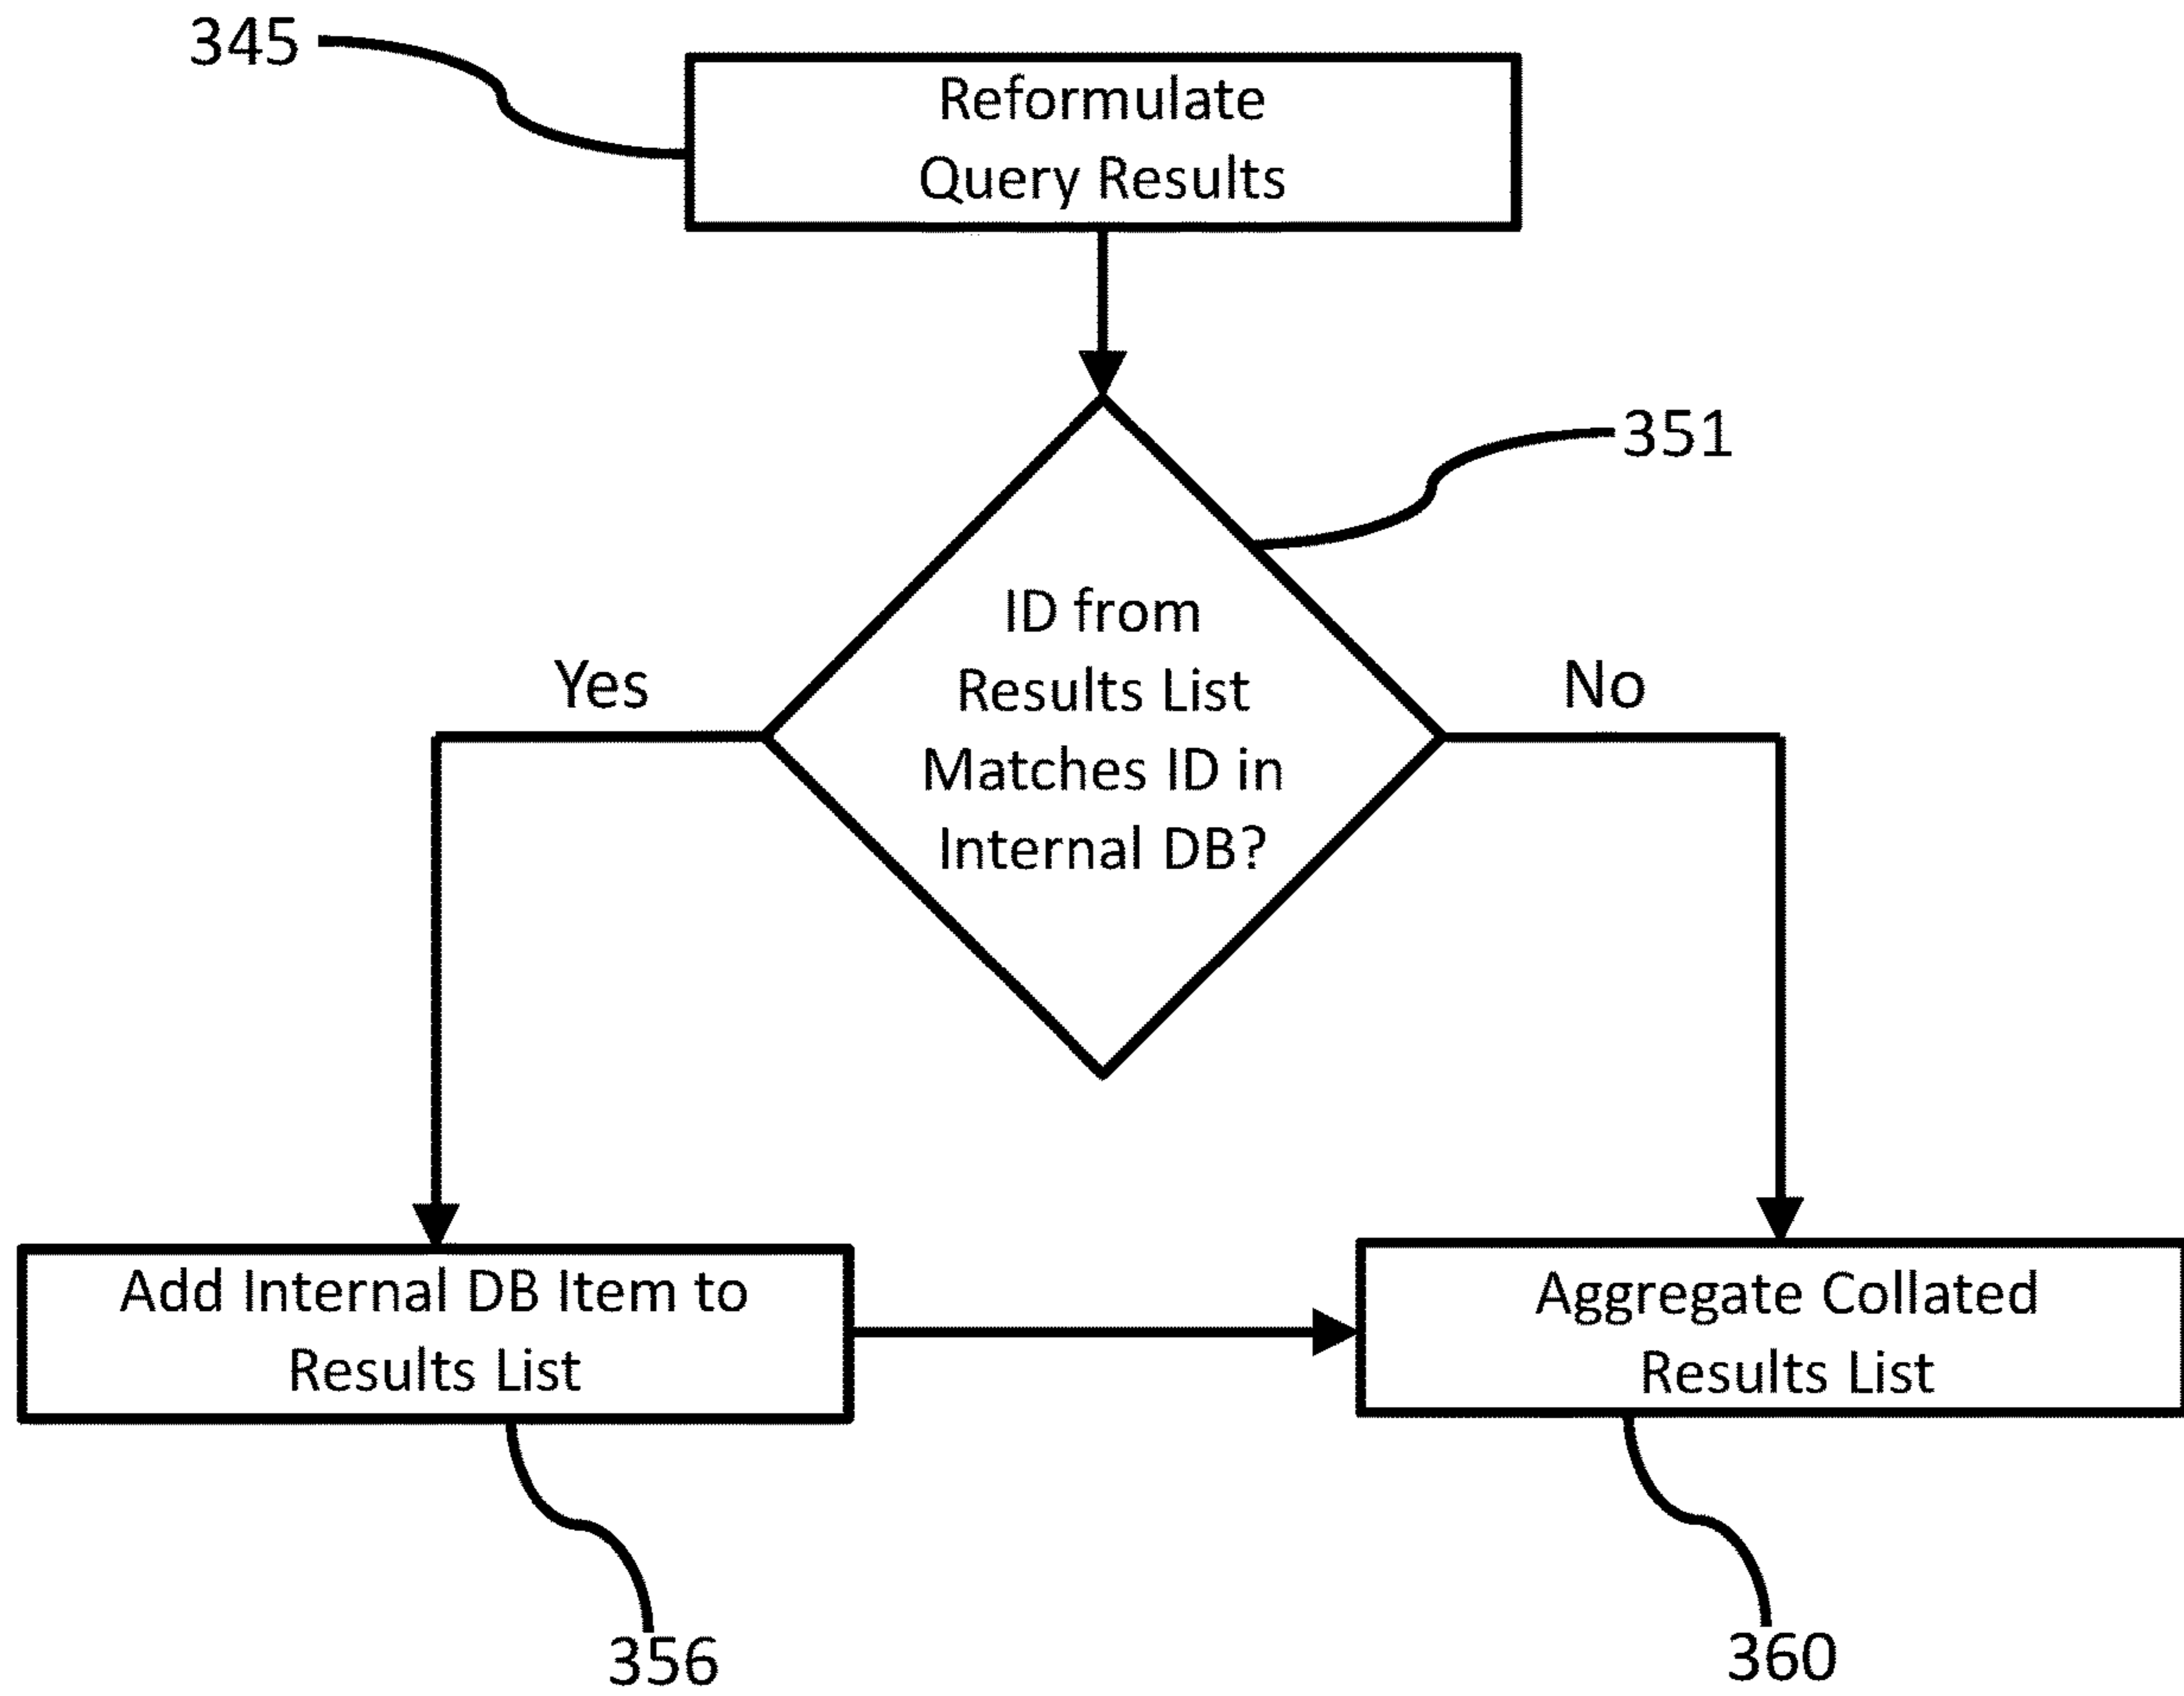 345
Reformulate
Query Results
351
ID from
Results List
Matches ID in
Internal DB?
Yes
No
Add Internal DB Item to
Results List
Aggregate Collated
Results List
356
360